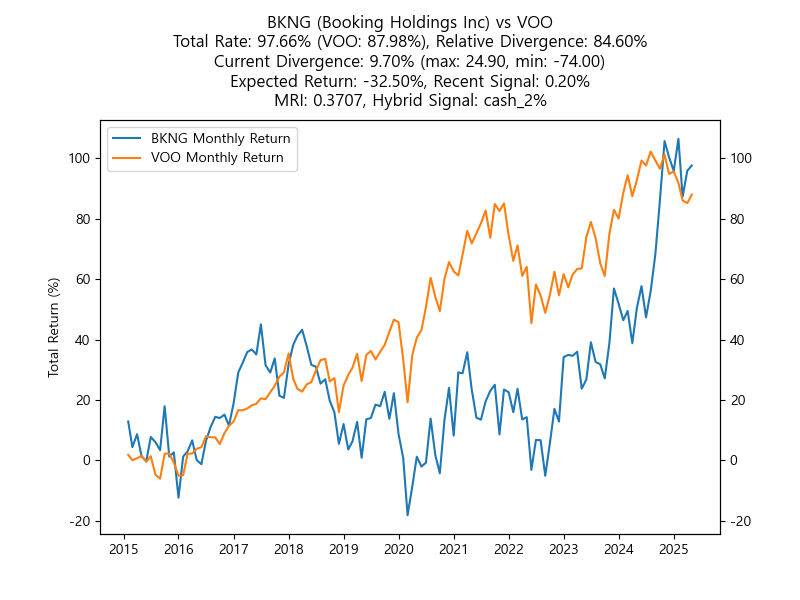 BKNG (Booking Holdings Inc) vs VOO
Total Rate: 97.66% (VOO: 87.98%), Relative Divergence: 84.60%
Current Divergence: 9.70% (max: 24.90, min: -74.00)
Expected Return: -32.50%, Recent Signal: 0.20%
MRI: 0.3707, Hybrid Signal: cash_2%
BKNG Monthly Return
VOO Monthly Return
Total Return (%)
100
80
60
40
20
0
-20
100
80
60
40
20
0
-20
2015 2016 2017 2018 2019 2020 2021 2022 2023 2024 2025